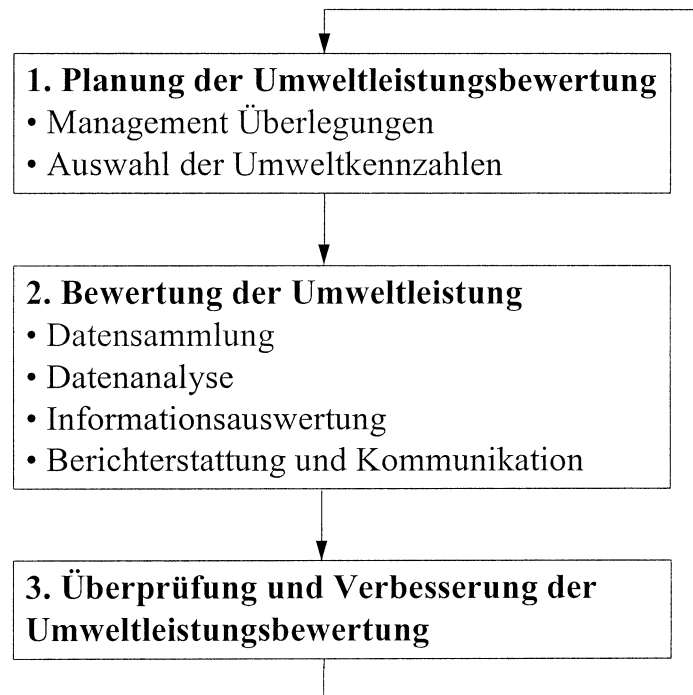 1. Planung der Umweltleistungsbewertung
• Management Überlegungen
• Auswahl der Umweltkennzahlen
2. Bewertung der Umweltleistung
• Datensammlung
• Datenanalyse
• Informationsauswertung
• Berichterstattung und Kommunikation
3. Überprüfung und Verbesserung der
Umweltleistungsbewertung